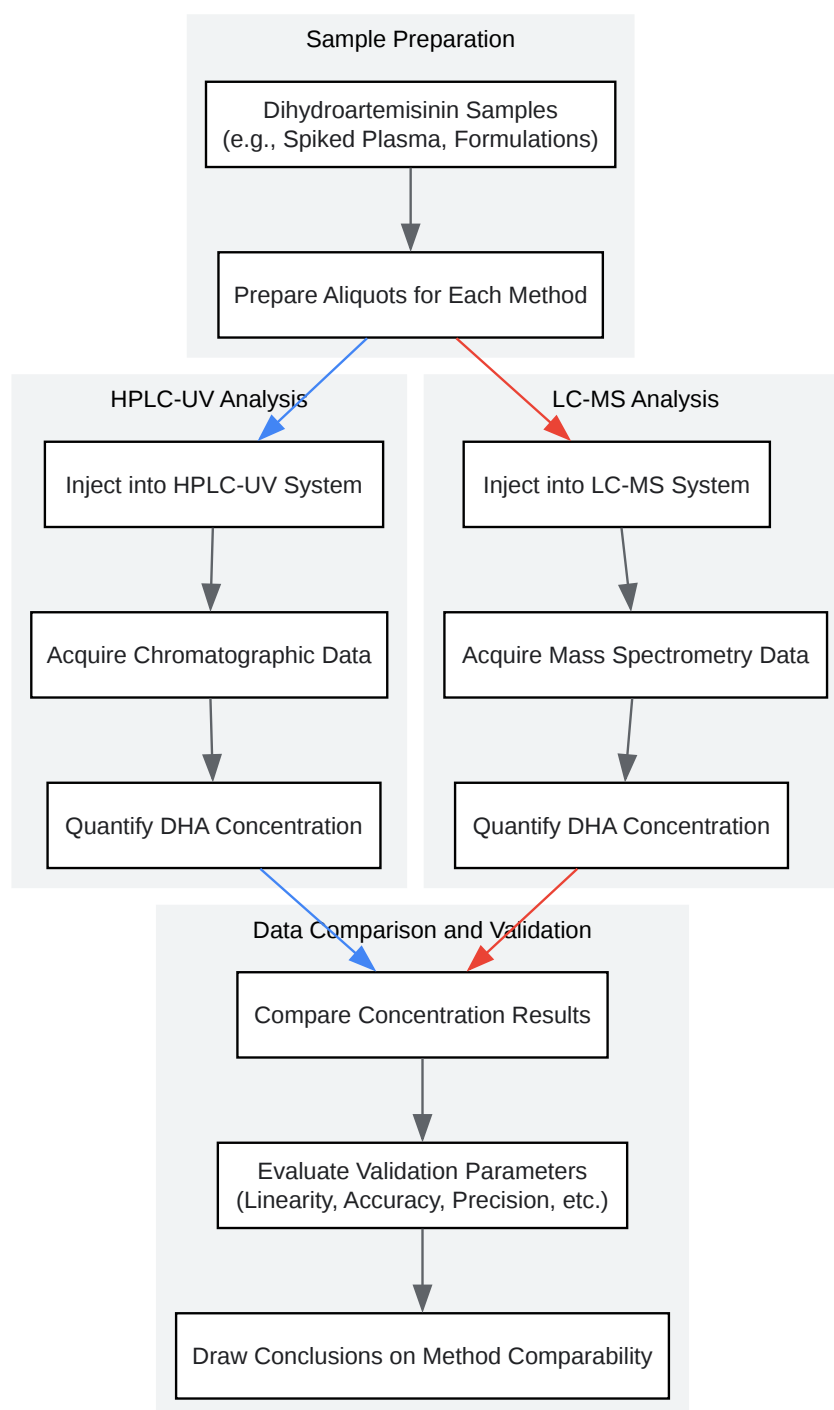 Sample Preparation
Dihydroartemisinin Samples
(e.g., Spiked Plasma, Formulations)
Prepare Aliquots for Each Method
HPLC-UV Analysis
Inject into HPLC-UV System
Acquire Chromatographic Data
Quantify DHA Concentration
LC-MS Analysis
Inject into LC-MS System
Acquire Mass Spectrometry Data
Quantify DHA Concentration
Data Comparison and Validation
Compare Concentration Results
Evaluate Validation Parameters
(Linearity, Accuracy, Precision, etc.)
Draw Conclusions on Method Comparability